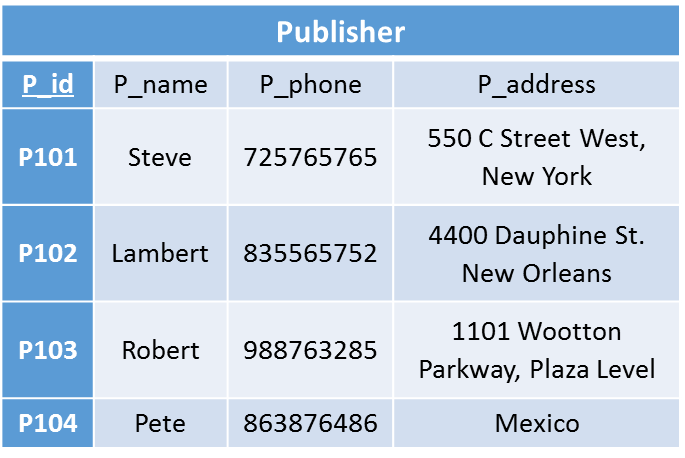 Publisher
P_id P_name P_phone P_address
P101 Steve 725765765 550 C Street West,
New York
P102 Lambert 835565752 4400 Dauphine St.
New Orleans
P103 Robert 988763285 1101 Wootton
Parkway, Plaza Level
P104 Pete 863876486 Mexico